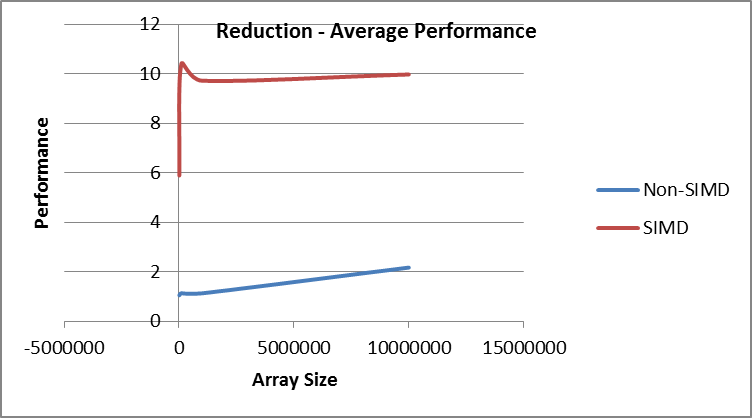 Reduction - Average Performance
12
10
8
6
4
2
0
Performance
-5000000
0
5000000
10000000
15000000
Array Size
Non-SIMD
SIMD